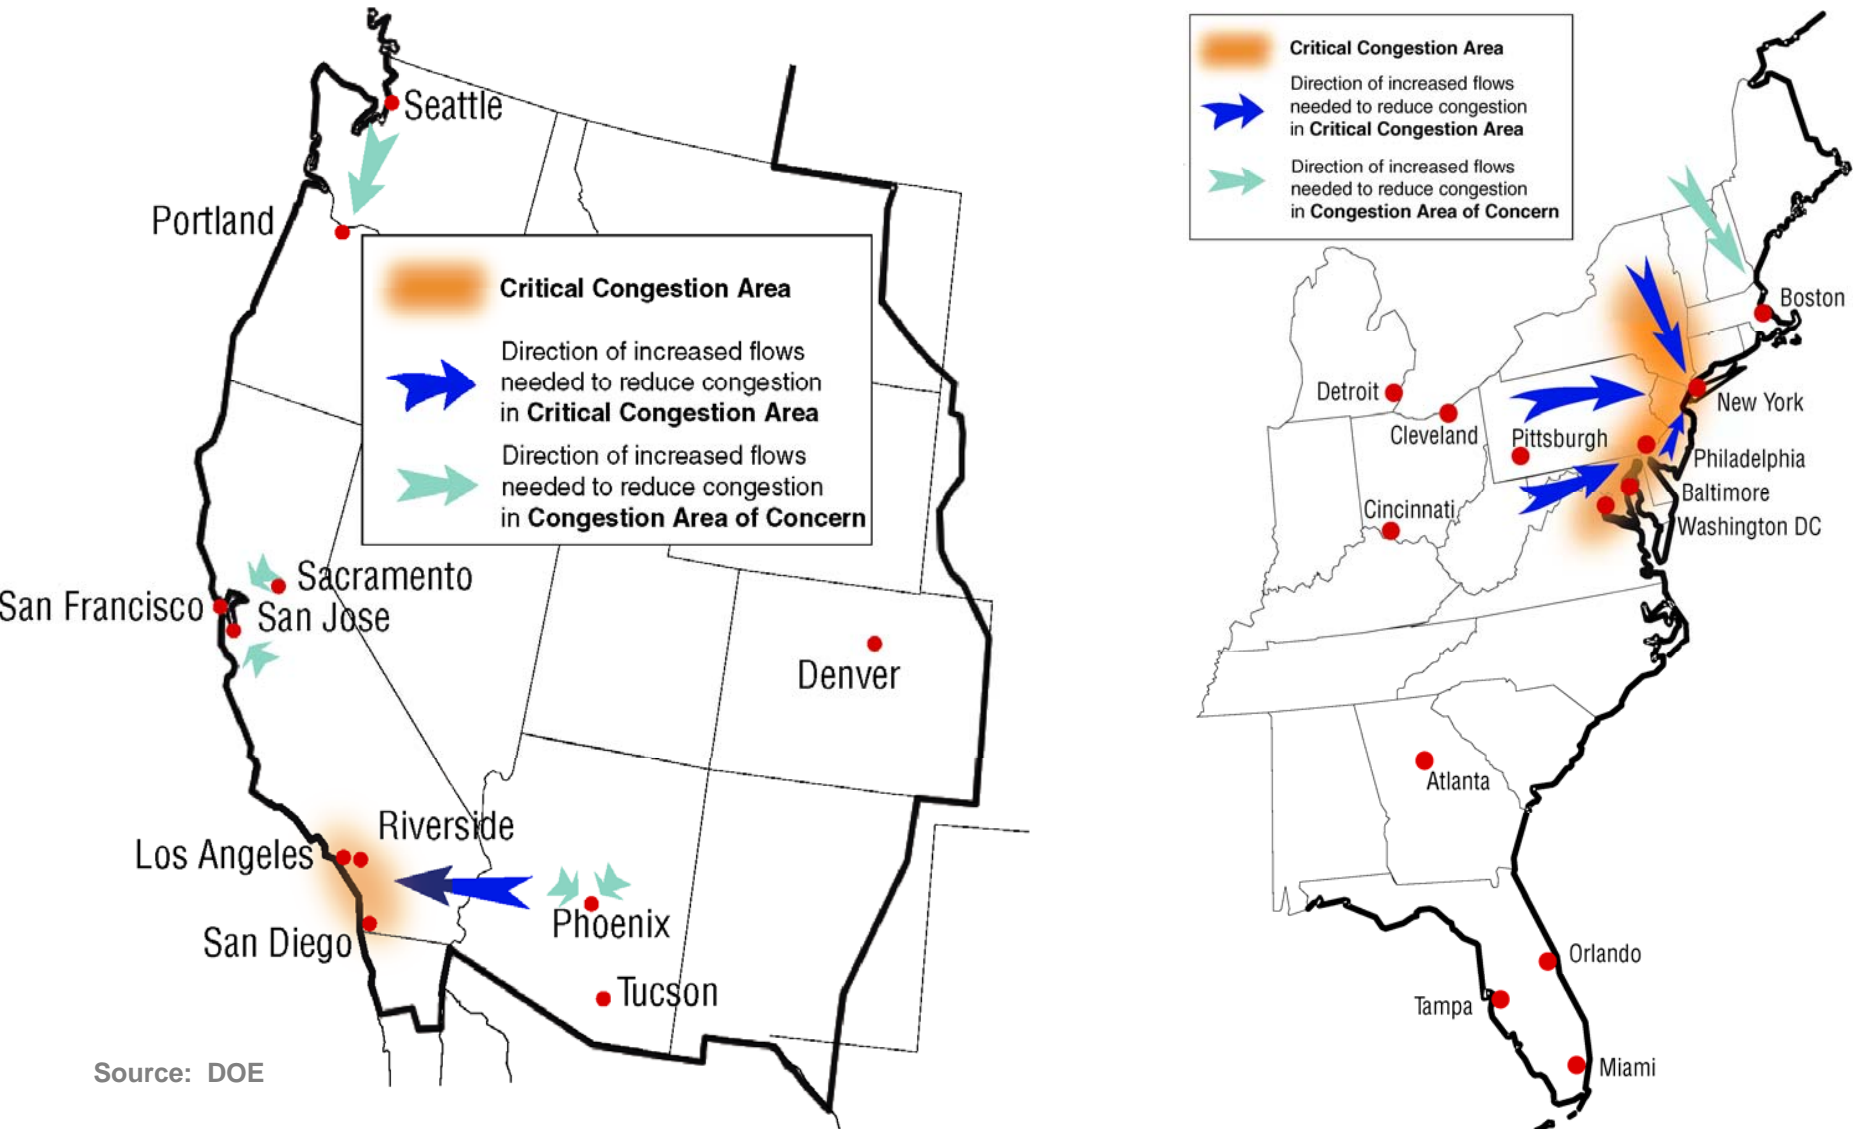 Seattle
Portland
Critical Congestion Area
Direction of increased flows
needed to reduce congestion
in Critical Congestion Area
Direction of increased flows
needed to reduce congestion
in Congestion Area of Concern
Sacramento
San Francisco
San Jose
Denver
Riverside
Los Angeles
Phoenix
San Diego
Tucson
Source: DOE
Critical Congestion Area
Direction of increased flows
needed to reduce congestion
in Critical Congestion Area
Direction of increased flows
needed to reduce congestion
in Congestion Area of Concern
Boston
Detroit
New York
Cleveland
Pittsburgh
Philadelphia
Baltimore
Cincinnati
Washington DC
Atlanta
Orlando
Tampa
Miami